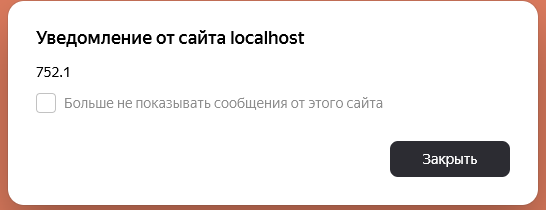 Уведомление от сайта localhost
752.1
Больше не показывать сообщения от этого сайта
Закрыть